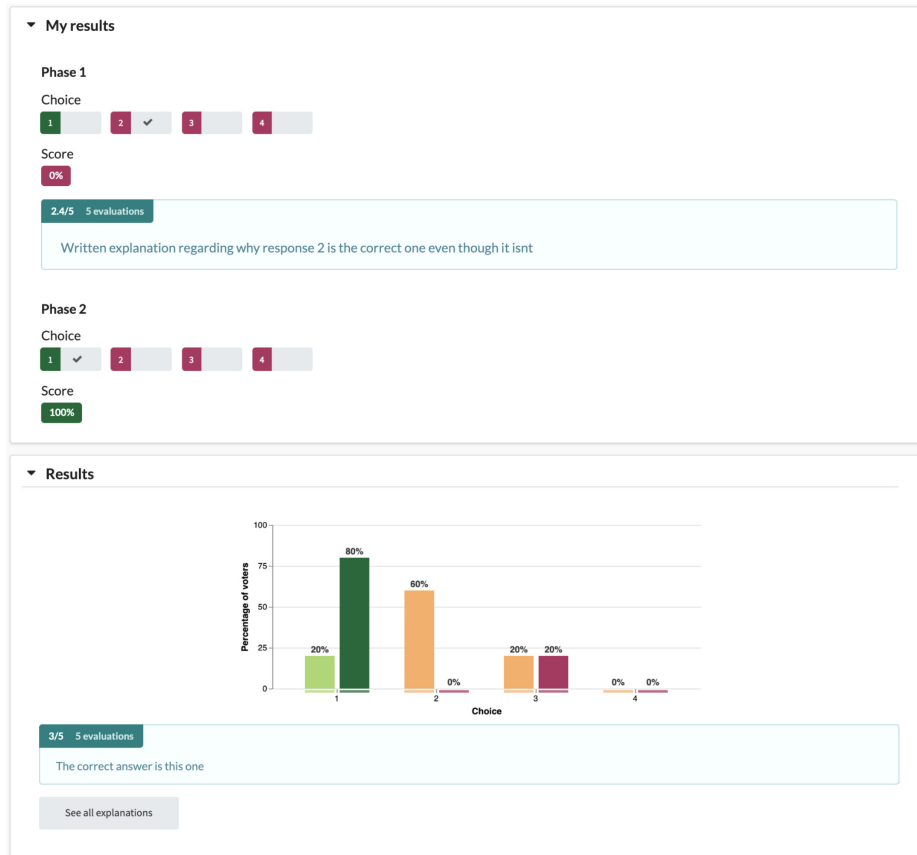 My results
Phase 1
Choice
1 2 3 4
Score
0%
2.4/5 5 evaluations
Written explanation regarding why response 2 is the correct one even though it isnt
Phase 2
Choice
1 2 3 4
Score
100%
Results
100
80%
75
60%
50
25
20%
20% 20%
0% 0% 0%
0
1 2 3 4
Percentage of voters
Choice
3/5 5 evaluations
The correct answer is this one
See all explanations